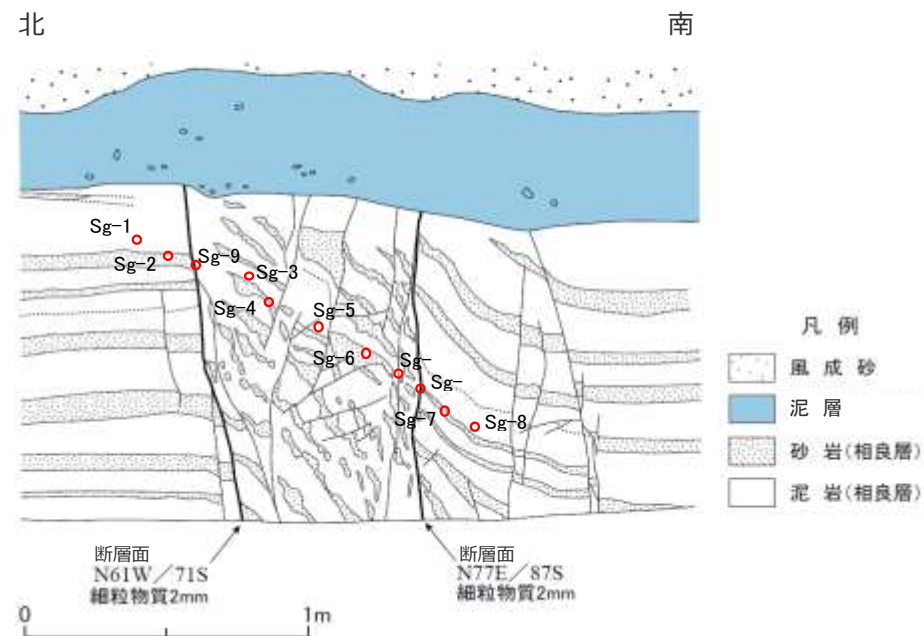 北
南
Sg-1
Sg-2
Sg-9
Sg-3
Sg-4
Sg-5
Sg-6
Sg-
Sg-
Sg-7
Sg-8
凡 例
風 成 砂
泥 層
砂 岩(相良層)
泥 岩(相良層)
断層面
N61W/71S
細粒物質2mm
断層面
N77E/87S
細粒物質2mm
0
1m